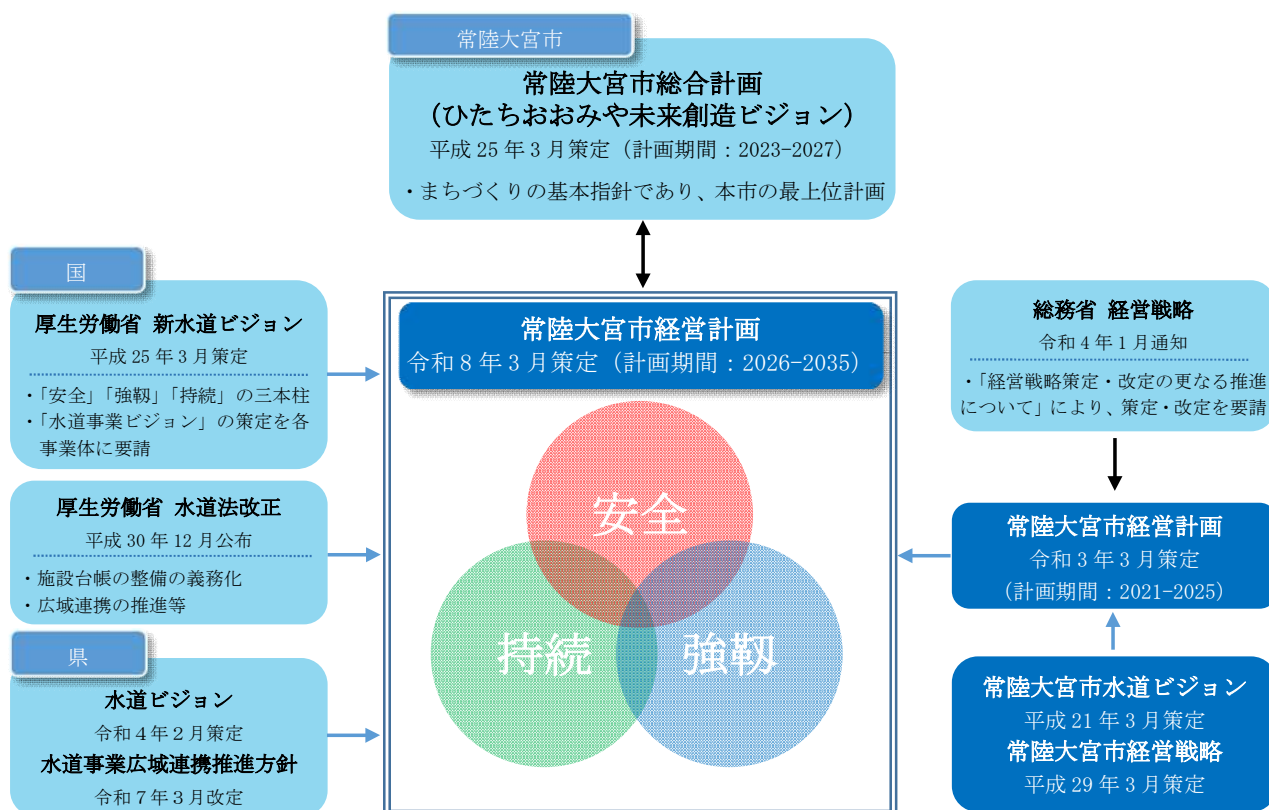 常陸大宮市
常陸大宮市総合計画
（ひたちおおみや未来創造ビジョン）
平成 25 年 3 月策定（計画期間：2023-2027）
・まちづくりの基本指針であり、本市の最上位計画
国
厚生労働省 新水道ビジョン
平成 25 年 3 月策定
・「安全」「強靭」「持続」の三本柱
・「水道事業ビジョン」の策定を各
事業体に要請
厚生労働省 水道法改正
平成 30 年 12 月公布
・施設台帳の整備の義務化
・広域連携の推進等
県
水道ビジョン
令和 4 年 2 月策定
水道事業広域連携推進方針
令和 7 年 3 月改定
常陸大宮市経営計画
令和 8 年 3 月策定（計画期間：2026-2035）
安全
持続
強靭
総務省 経営戦略
令和 4 年 1 月通知
・「経営戦略策定・改定の更なる推進
について」により、策定・改定を要請
常陸大宮市経営計画
令和 3 年 3 月策定
（計画期間：2021-2025）
常陸大宮市水道ビジョン
平成 21 年 3 月策定
常陸大宮市経営戦略
平成 29 年 3 月策定